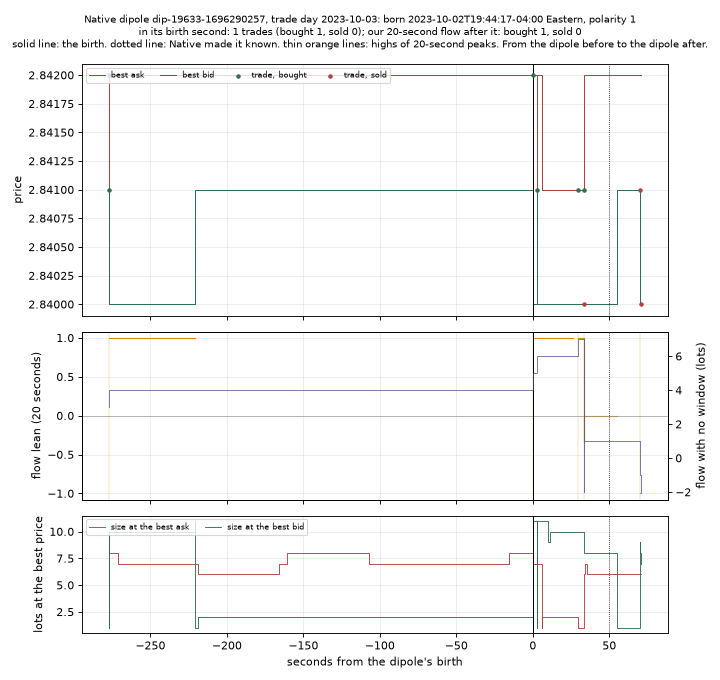 Native dipole dip-19633-1696290257, trade day 2023-10-03: born 2023-10-02T19:44:17-04:00 Eastern, polarity 1
in its birth second: 1 trades (bought 1, sold 0); our 20-second flow after it: bought 1, sold 0
solid line: the birth. dotted line: Native made it known. thin orange lines: highs of 20-second peaks. From the dipole before to the dipole after.
best ask best bid trade, bought trade, sold
2.84200
2.84175
2.84150
2.84125
2.84100
2.84075
2.84050
2.84025
2.84000
price
1.0
0.5
0.0
−0.5
−1.0
flow lean (20 seconds)
6
4
2
0
−2
flow with no window (lots)
size at the best ask size at the best bid
10.0
7.5
5.0
2.5
lots at the best price
−250 −200 −150 −100 −50 0 50
seconds from the dipole's birth